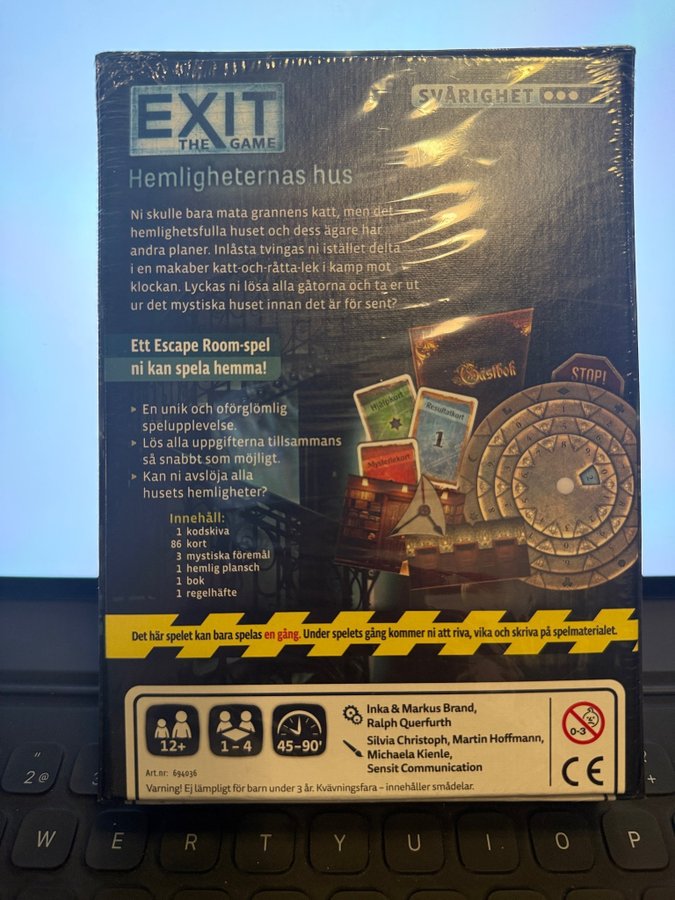 EXIT
THE GAME
SVÅRIGHET
Hemligheternas hus
Ni skulle bara mata grannens katt, men det
hemlighetsfulla huset och dess ägare har
andra planer. Inlåsta tvingas ni istället delta
i en makaber katt-och-råtta-lek i kamp mot
klockan. Lyckas ni lösa alla gåtorna och ta er ut
ur det mystiska huset innan det är för sent?
Ett Escape Room-spel
ni kan spela hemma!
▸ En unik och oförglömlig
spelupplevelse.
▸ Lös alla uppgifterna tillsammans
så snabbt som möjligt.
▸ Kan ni avslöja alla
husets hemligheter?
Innehåll:
1 kodskiva
86 kort
3 mystiska föremål
1 hemlig plansch
1 bok
1 regelhäfte
Gästbok
STOP!
Hjälpkort
Resultatkort
1
Mysteriekort
Det här spelet kan bara spelas en gång. Under spelets gång kommer ni att riva, vika och skriva på spelmaterialet.
12+
1 – 4
45–90'
Inka & Markus Brand,
Ralph Querfurth
Silvia Christoph, Martin Hoffmann,
Michaela Kienle,
Sensit Communication
0-3
CE
Art.nr: 694036
Varning! Ej lämpligt för barn under 3 år. Kvävningsfara – innehåller smådelar.
" 2 @
3
+
W E R T Y U I O P